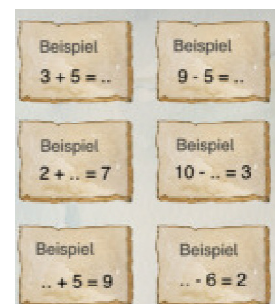 Beispiel
3 + 5 = ..
Beispiel
9 - 5 = ..
Beispiel
2 + .. = 7
Beispiel
10 - .. = 3
Beispiel
.. + 5 = 9
Beispiel
.. - 6 = 2